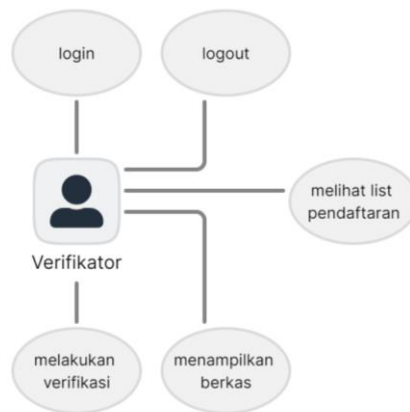 login
logout
melihat list
pendaftaran
Verifikator
melakukan
verifikasi
menampilkan
berkas